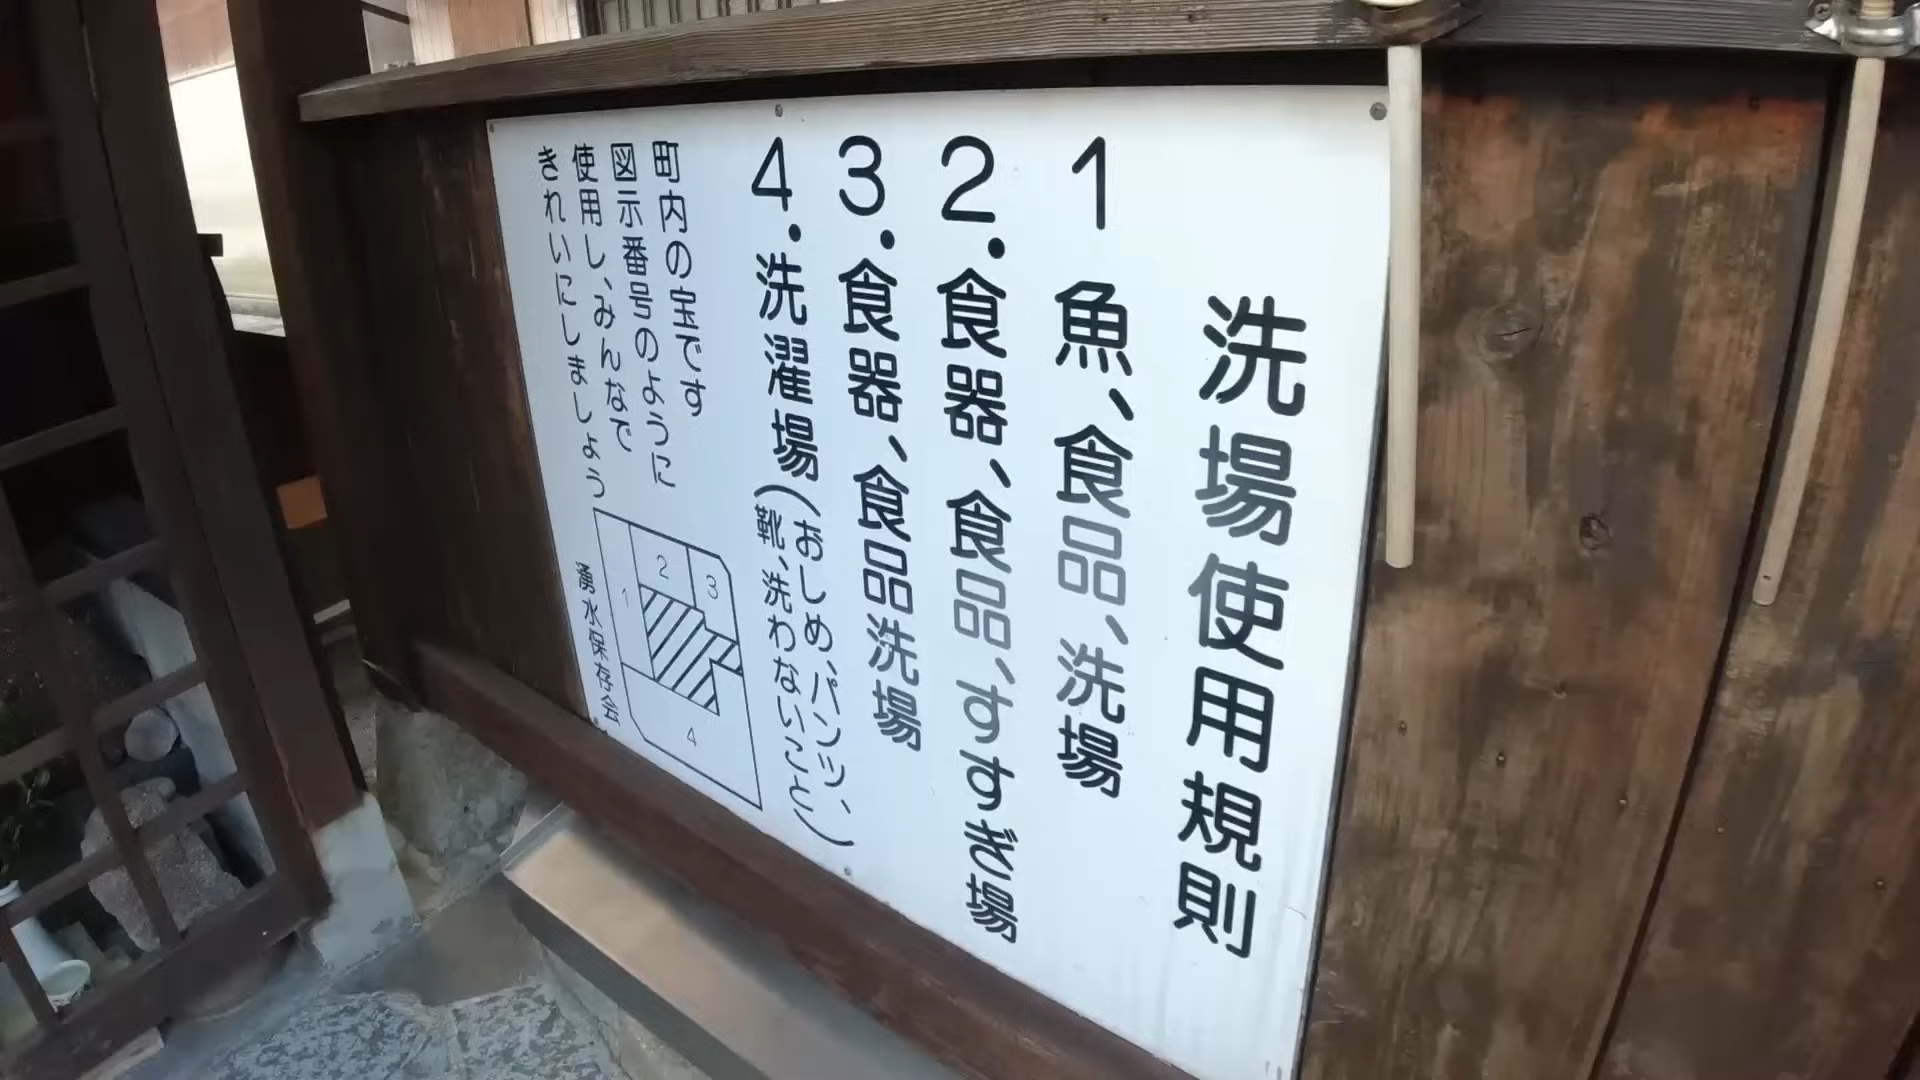 洗場使用規則
1 魚、食品、洗場
2.食器、食品、すすぎ場
3.食器、食品洗場
4.洗濯場(おしめ、パンツ、
靴、洗わないこと)
町内の宝です
図示番号のように
使用し、みんなで
きれいにしましょう
1
2
3
4
湧水保存会